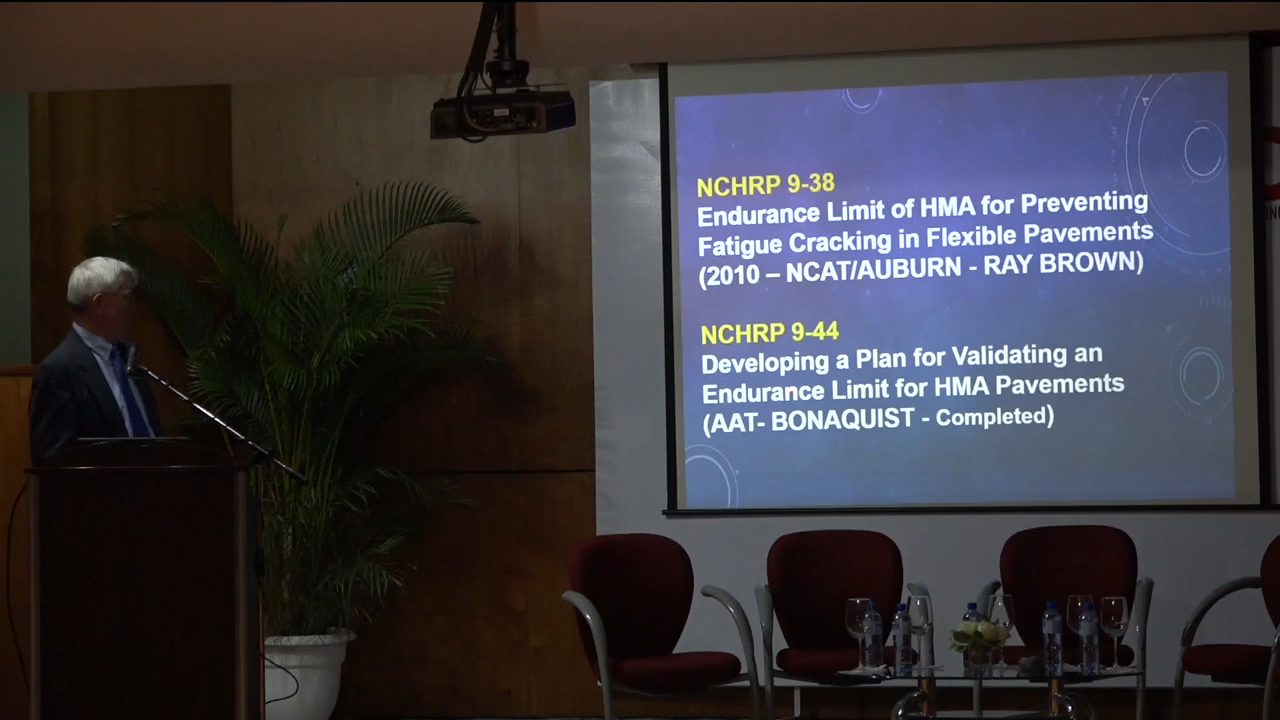 NCHRP 9-38
Endurance Limit of HMA for Preventing
Fatigue Cracking in Flexible Pavements
(2010 – NCAT/AUBURN - RAY BROWN)
NCHRP 9-44
Developing a Plan for Validating an
Endurance Limit for HMA Pavements
(AAT- BONAQUIST - Completed)